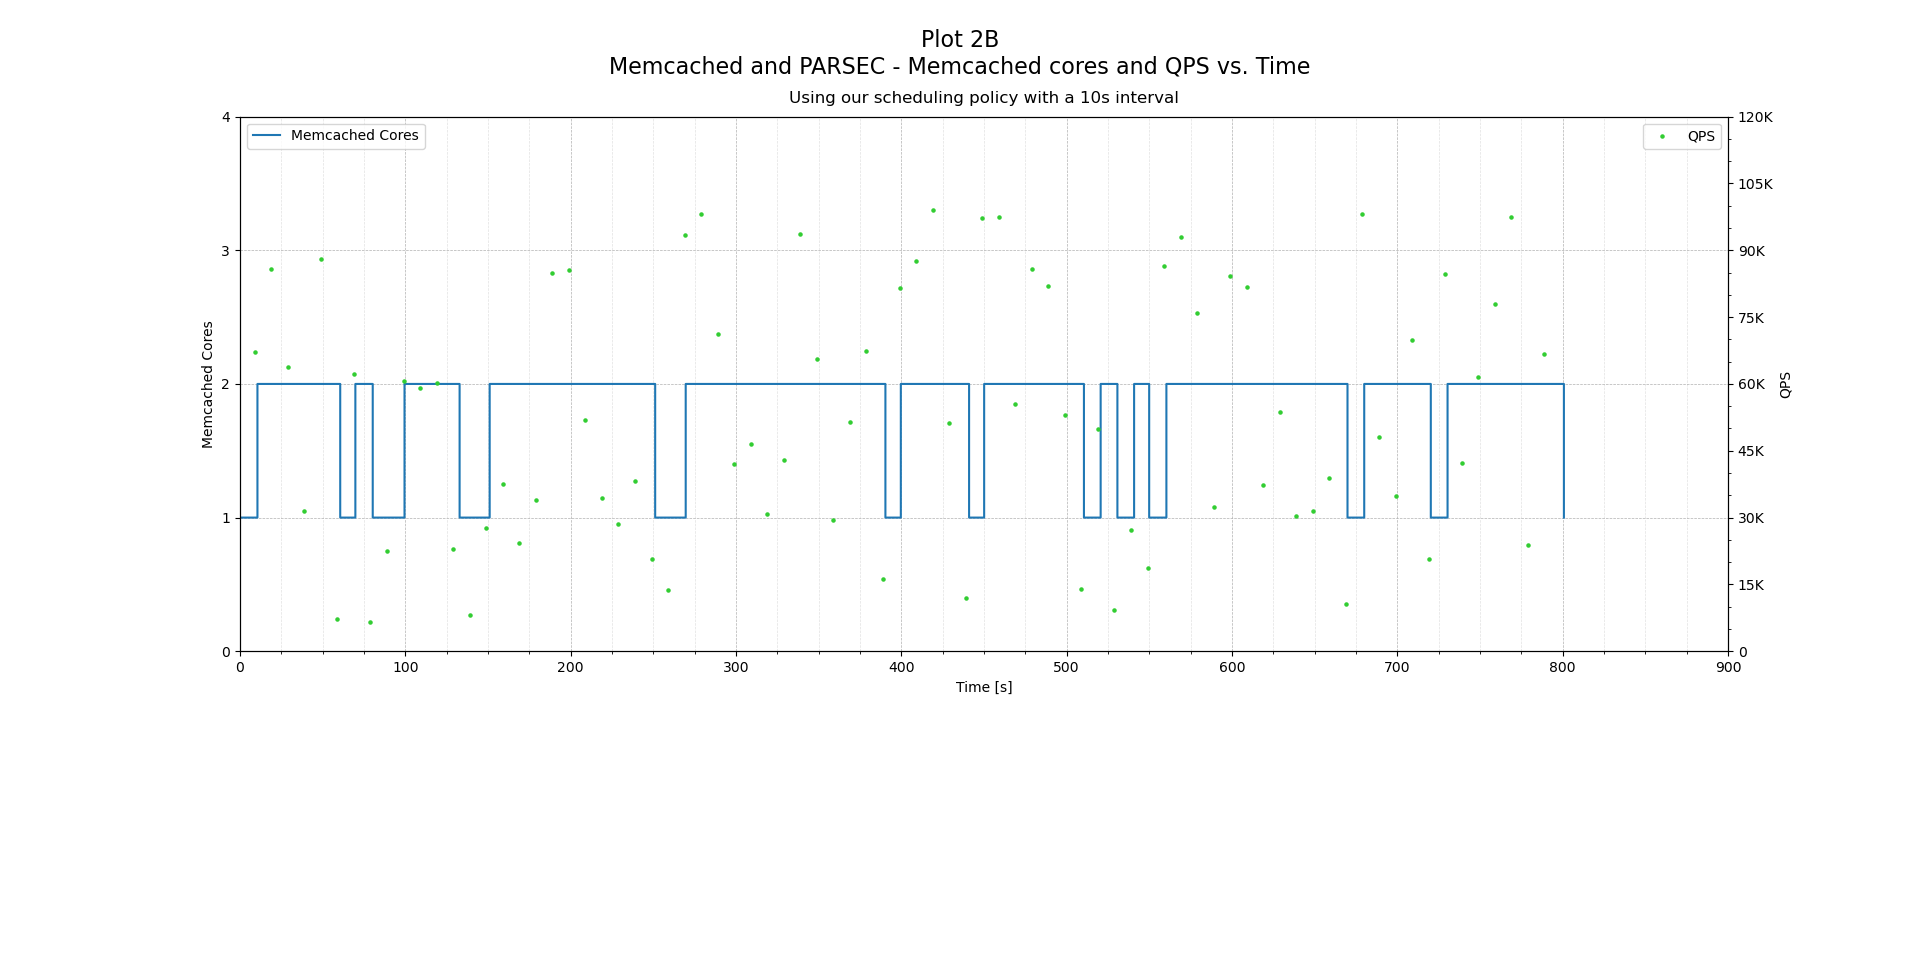 Plot 2B
Memcached and PARSEC - Memcached cores and QPS vs. Time
Using our scheduling policy with a 10s interval
Memcached Cores
QPS
4
3
2
1
0
Memcached Cores
120K
105K
90K
75K
60K
45K
30K
15K
0
QPS
0 100 200 300 400 500 600 700 800 900
Time [s]